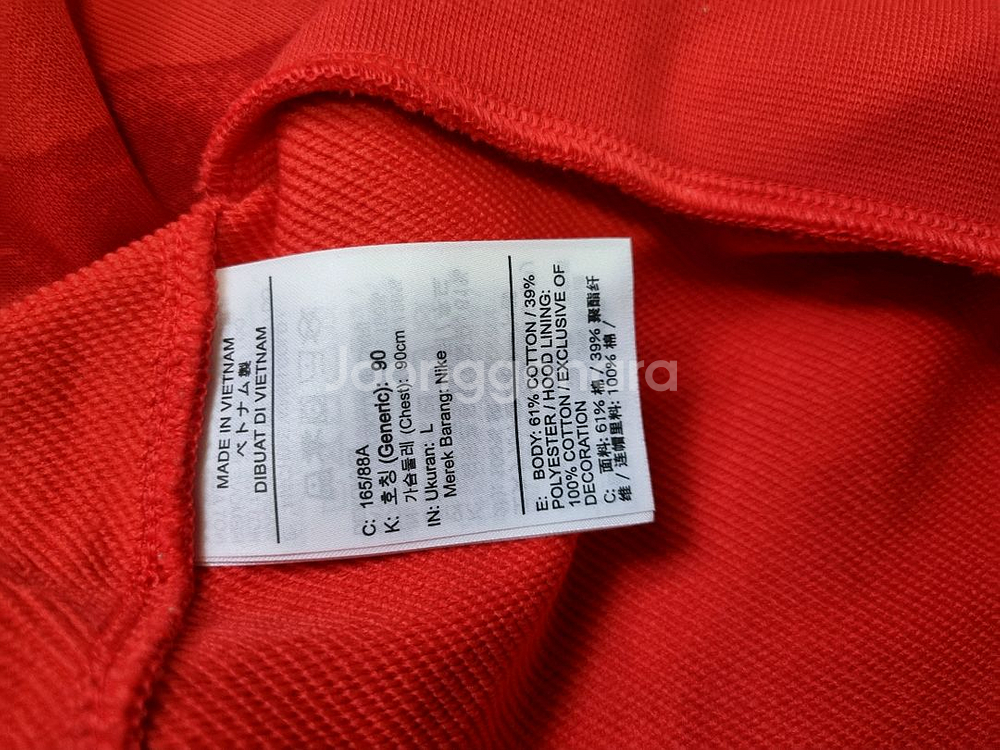 MADE IN VIETNAM
ベトナム製
DIBUAT DI VIETNAM
C: 165/88A
K: 호칭 (Generic): 90
가슴둘레 (Chest): 90cm
IN: Ukuran: L
Merek Barang: Nike
E: BODY: 61% COTTON / 39%
POLYESTER / HOOD LINING:
100% COTTON / EXCLUSIVE OF
DECORATION
C: 面料: 61% 棉 / 39% 聚酯纤
维 / 连帽里料: 100% 棉 /
Joonggonara